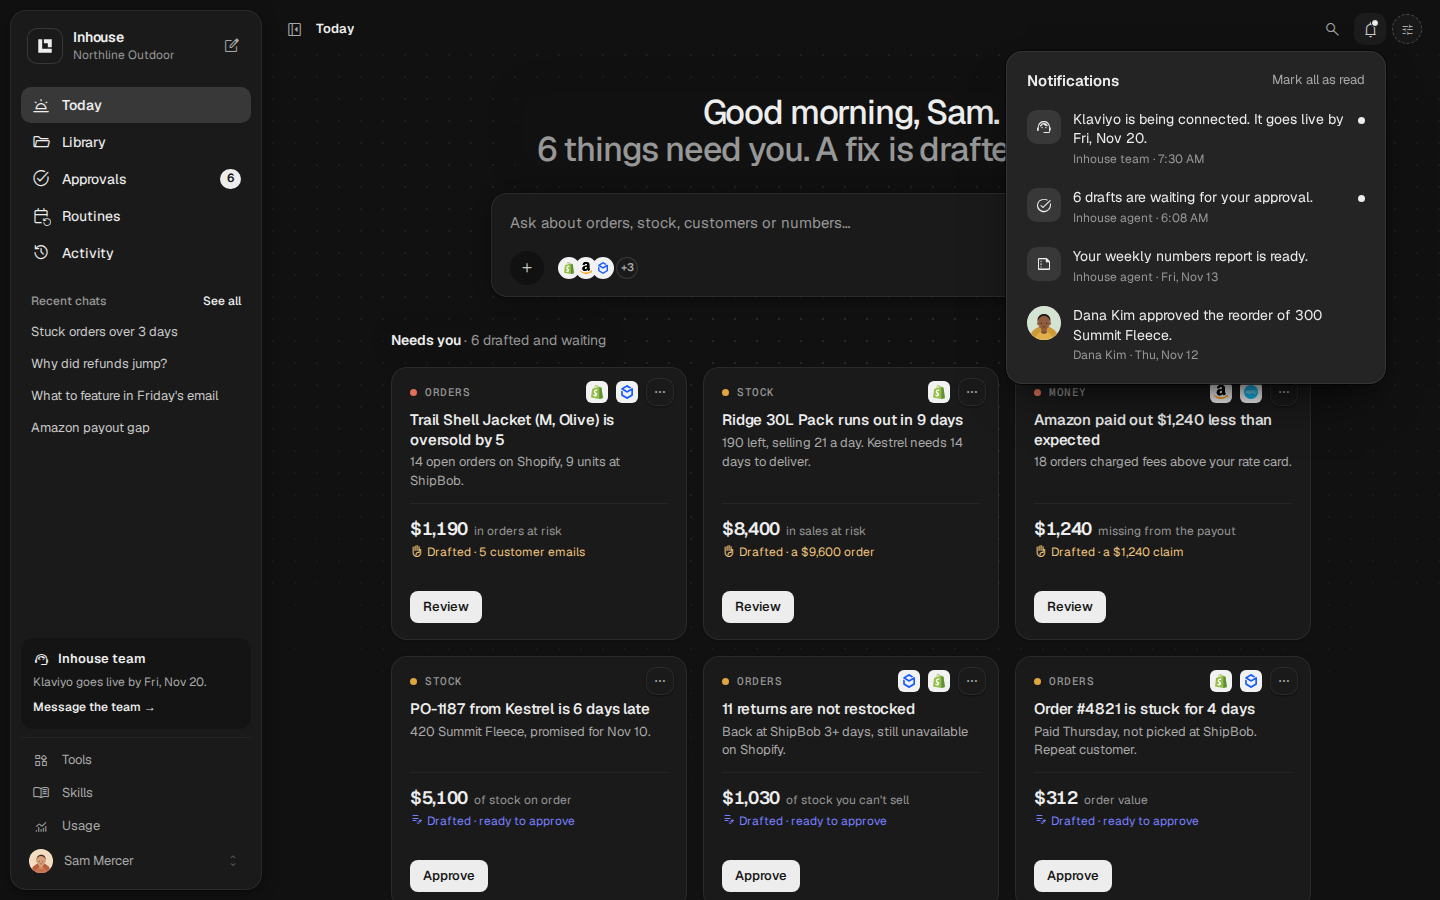 Inhouse
Northline Outdoor
Today
Library
Approvals
6
Routines
Activity
Recent chats
See all
Stuck orders over 3 days
Why did refunds jump?
What to feature in Friday's email
Amazon payout gap
Inhouse team
Klaviyo goes live by Fri, Nov 20.
Message the team →
Tools
Skills
Usage
Sam Mercer
Today
Good morning, Sam.
6 things need you. A fix is drafte
Ask about orders, stock, customers or numbers...
+3
Notifications
Mark all as read
Klaviyo is being connected. It goes live by
Fri, Nov 20.
Inhouse team · 7:30 AM
6 drafts are waiting for your approval.
Inhouse agent · 6:08 AM
Your weekly numbers report is ready.
Inhouse agent · Fri, Nov 13
Dana Kim approved the reorder of 300
Summit Fleece.
Dana Kim · Thu, Nov 12
Needs you · 6 drafted and waiting
ORDERS
Trail Shell Jacket (M, Olive) is
oversold by 5
14 open orders on Shopify, 9 units at
ShipBob.
$1,190 in orders at risk
Drafted · 5 customer emails
Review
STOCK
Ridge 30L Pack runs out in 9 days
190 left, selling 21 a day. Kestrel needs 14
days to deliver.
$8,400 in sales at risk
Drafted · a $9,600 order
Review
MONEY
Amazon paid out $1,240 less than
expected
18 orders charged fees above your rate card.
$1,240 missing from the payout
Drafted · a $1,240 claim
Review
STOCK
PO-1187 from Kestrel is 6 days late
420 Summit Fleece, promised for Nov 10.
$5,100 of stock on order
Drafted · ready to approve
Approve
ORDERS
11 returns are not restocked
Back at ShipBob 3+ days, still unavailable
on Shopify.
$1,030 of stock you can't sell
Drafted · ready to approve
Approve
ORDERS
Order #4821 is stuck for 4 days
Paid Thursday, not picked at ShipBob.
Repeat customer.
$312 order value
Drafted · ready to approve
Approve